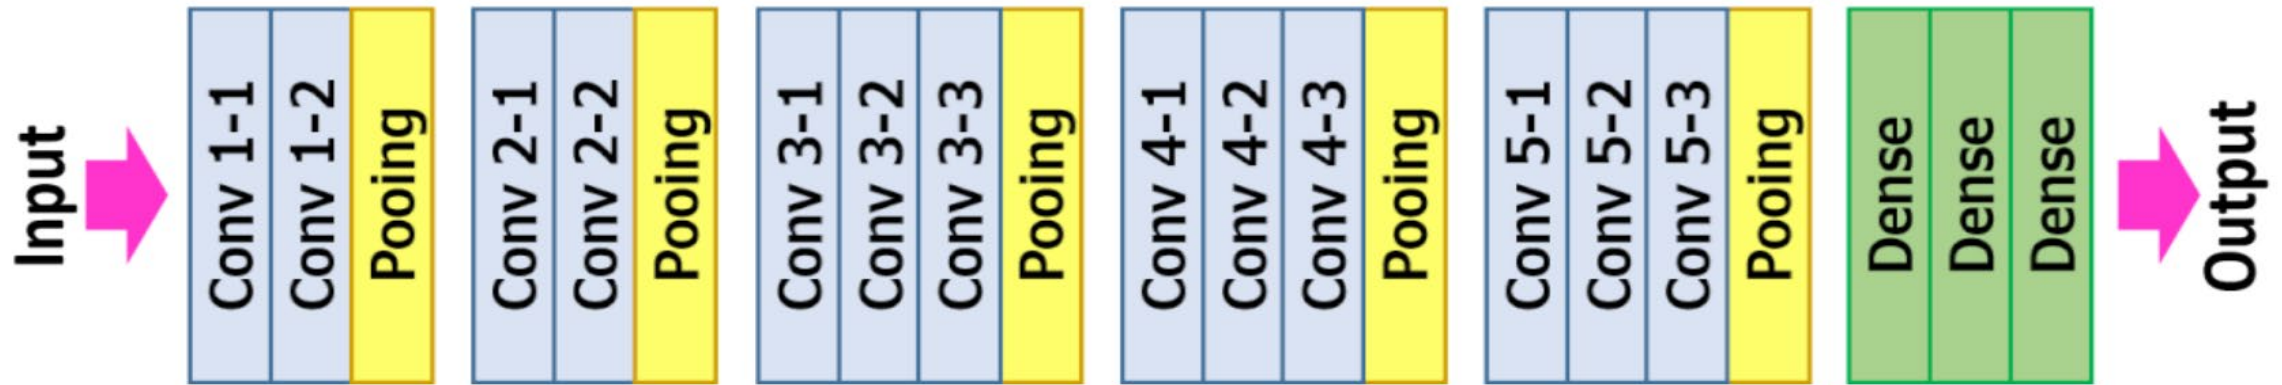 Input
Conv 1-1
Conv 1-2
Pooing
Conv 2-1
Conv 2-2
Pooing
Conv 3-1
Conv 3-2
Conv 3-3
Pooing
Conv 4-1
Conv 4-2
Conv 4-3
Pooing
Conv 5-1
Conv 5-2
Conv 5-3
Pooing
Dense
Dense
Dense
Output